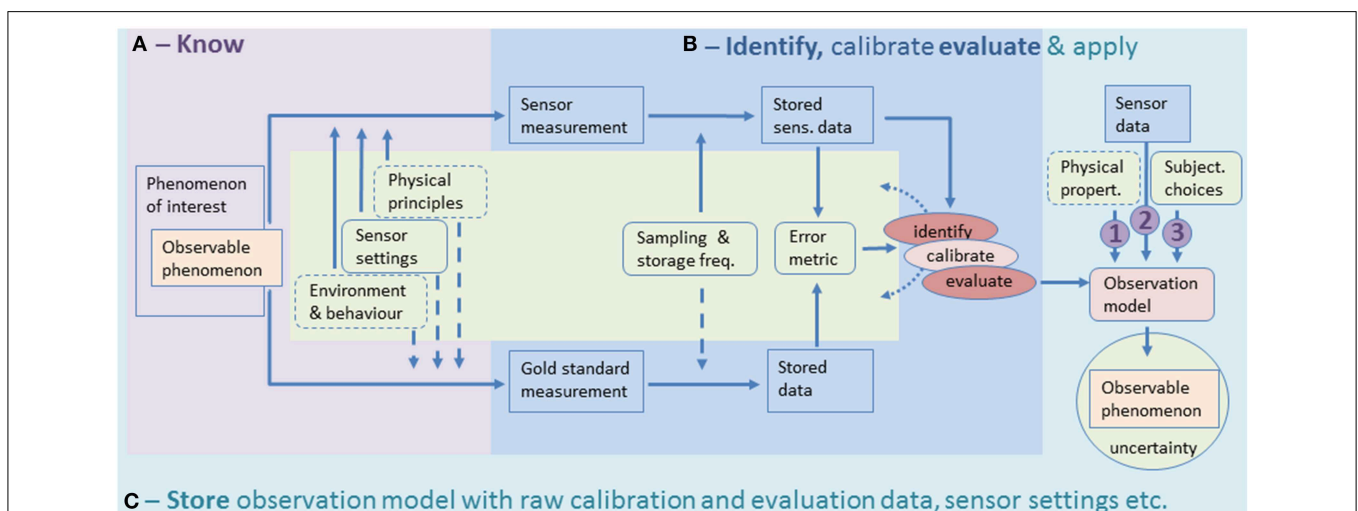 A – Know
B – Identify, calibrate evaluate & apply
Sensor
measurement
Stored
sens. data
Sensor
data
Phenomenon
of interest
Observable
phenomenon
Physical
principles
Sensor
settings
Environment
& behaviour
Sampling &
storage freq.
Error
metric
identify
calibrate
evaluate
Physical
propert.
Subject.
choices
1
2
3
Observation
model
Gold standard
measurement
Stored
data
Observable
phenomenon
uncertainty
C – Store observation model with raw calibration and evaluation data, sensor settings etc.